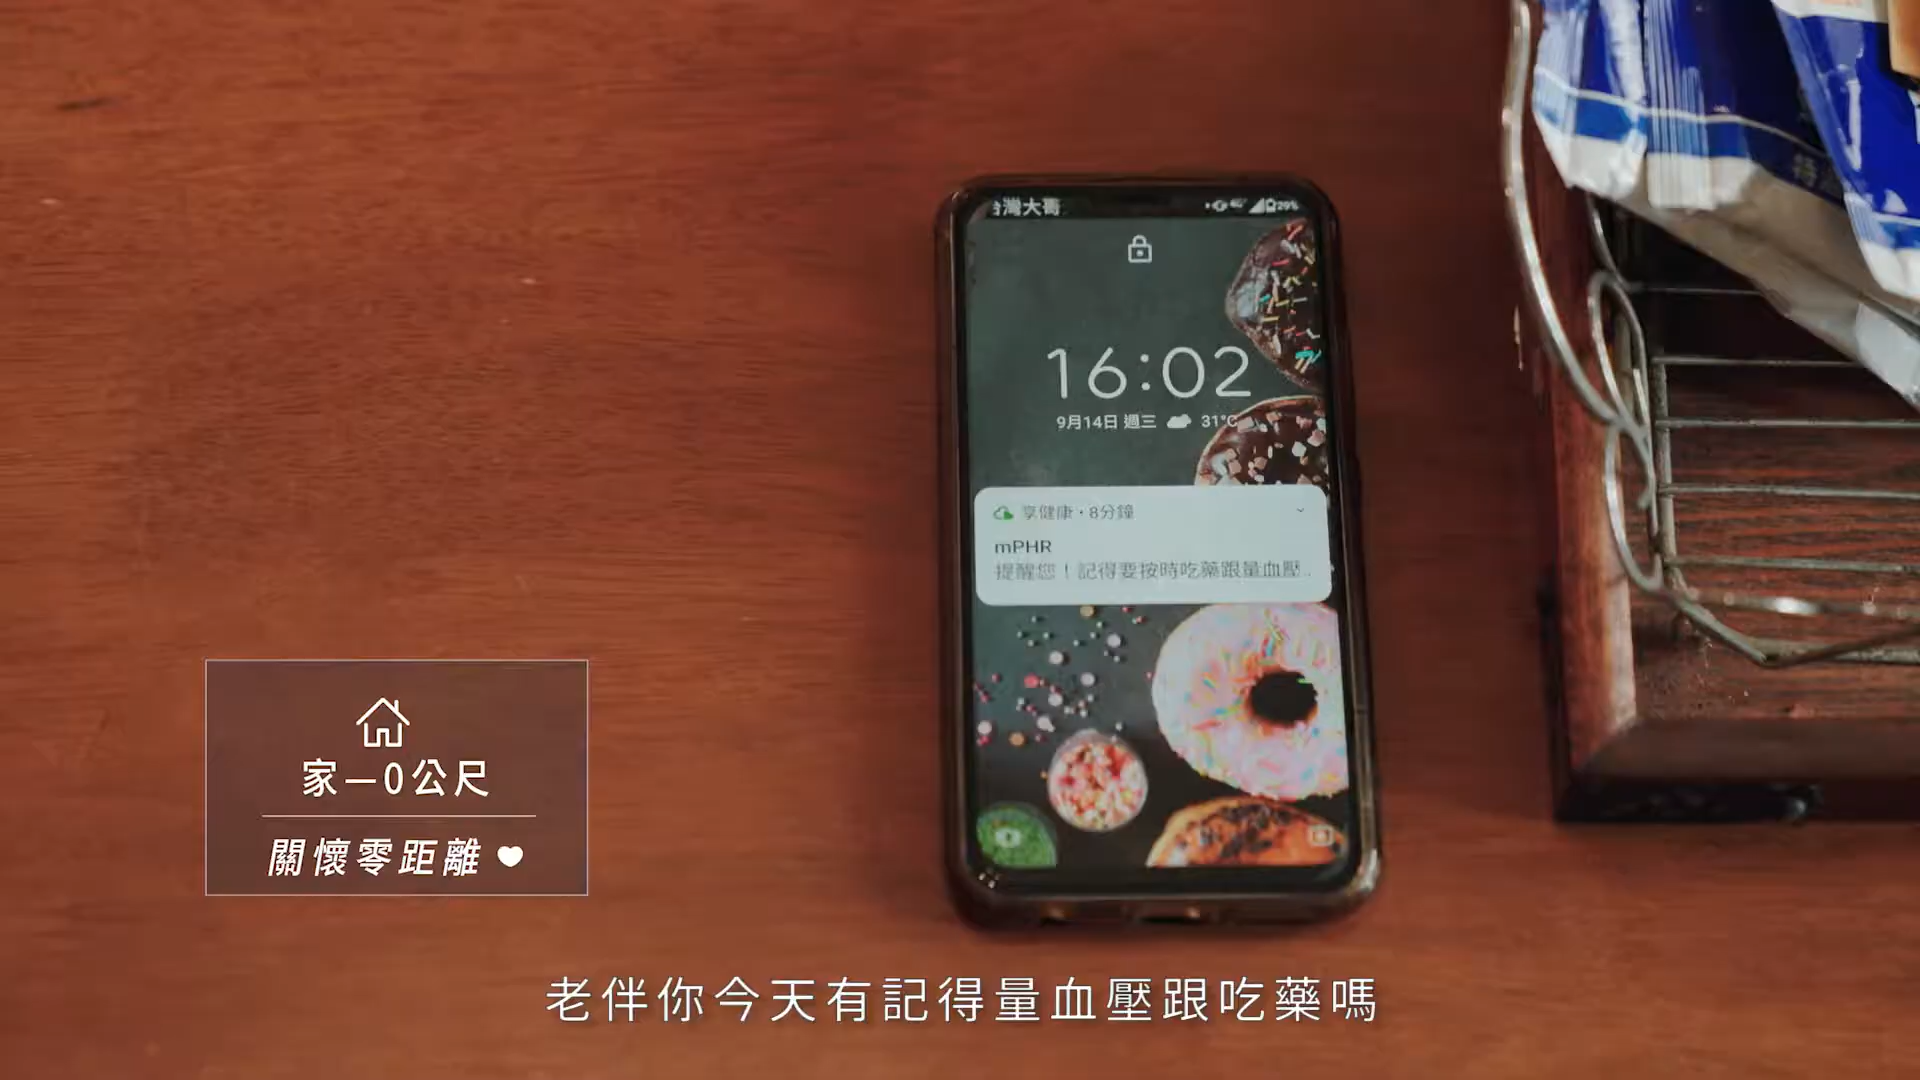 台灣大哥
29%
16:02
9月14日 週三 31°C
享健康・8分鐘
mPHR
提醒您！記得要按時吃藥跟量血壓...
家—0公尺
關懷零距離
老伴你今天有記得量血壓跟吃藥嗎